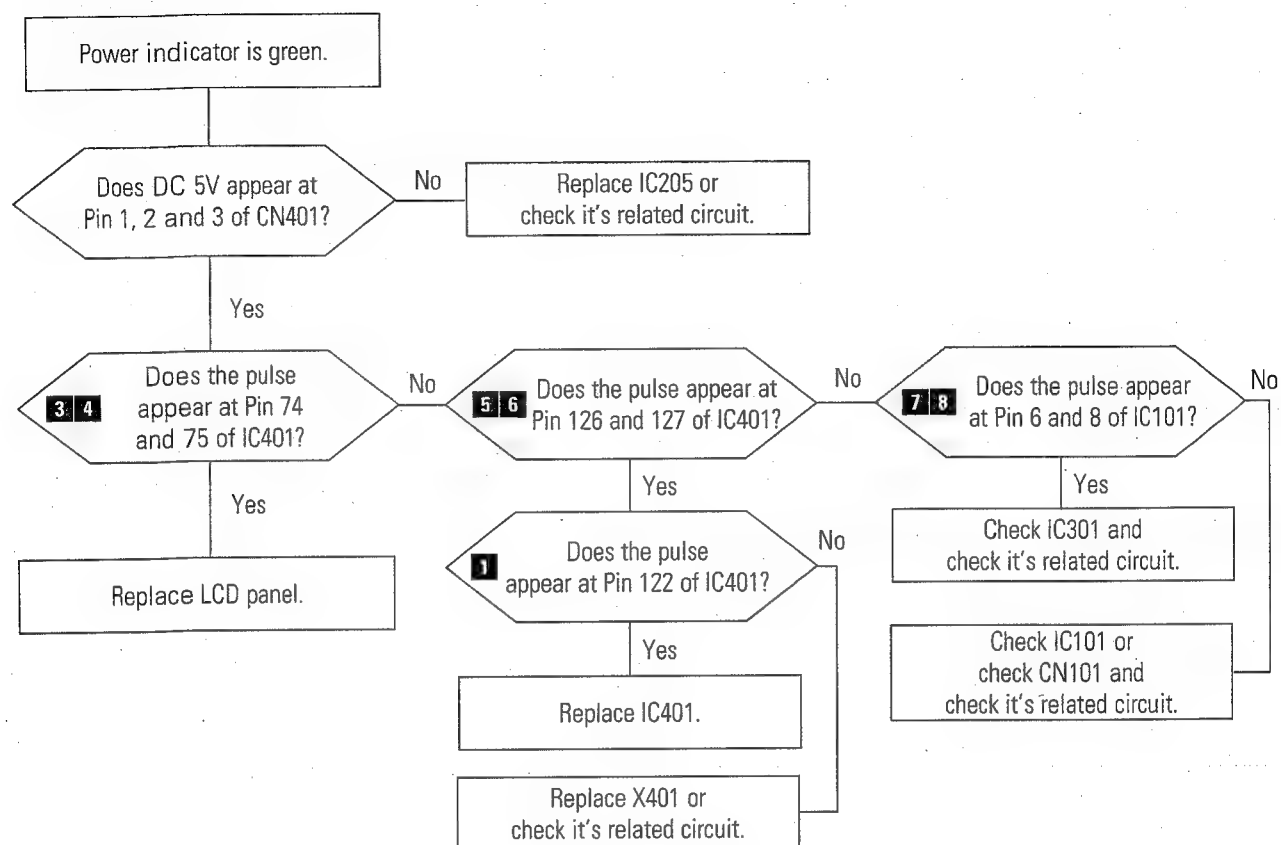 Power indicator is green.
Does DC 5V appear at
Pin 1, 2 and 3 of CN401?
No
Replace IC205 or
check it's related circuit.
Yes
3 4
Does the pulse
appear at Pin 74
and 75 of IC401?
No
5 6
Does the pulse appear at
Pin 126 and 127 of IC401?
No
7 8
Does the pulse appear
at Pin 6 and 8 of IC101?
No
Yes
Replace LCD panel.
Yes
1
Does the pulse
appear at Pin 122 of IC401?
No
Yes
Check IC301 and
check it's related circuit.
Check IC101 or
check CN101 and
check it's related circuit.
Yes
Replace IC401.
Replace X401 or
check it's related circuit.